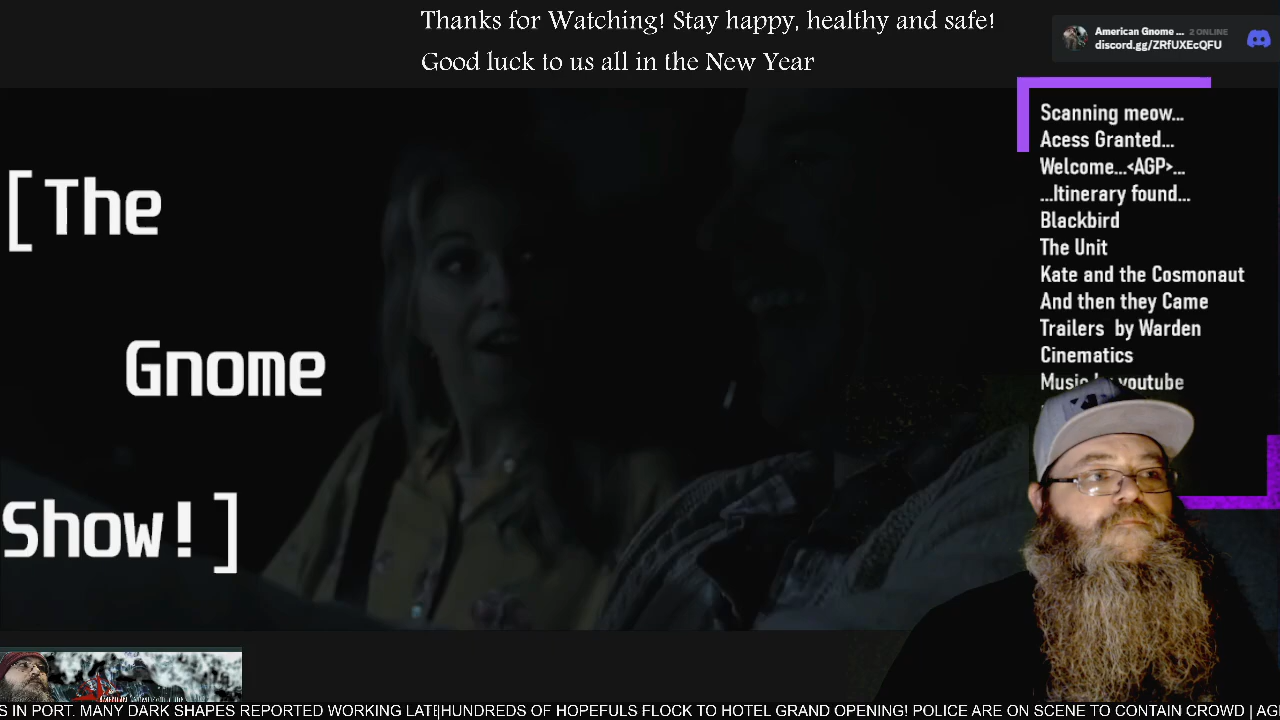 Thanks for Watching! Stay happy, healthy and safe!
Good luck to us all in the New Year
American Gnome ... 2 ONLINE
discord.gg/ZRfUXEcQFU
[The
Gnome
Show!]
Scanning meow...
Acess Granted...
Welcome...<AGP>...
...Itinerary found...
Blackbird
The Unit
Kate and the Cosmonaut
And then they Came
Trailers by Warden
Cinematics
Music by youtube
S IN PORT. MANY DARK SHAPES REPORTED WORKING LATE|HUNDREDS OF HOPEFULS FLOCK TO HOTEL GRAND OPENING! POLICE ARE ON SCENE TO CONTAIN CROWD | AG